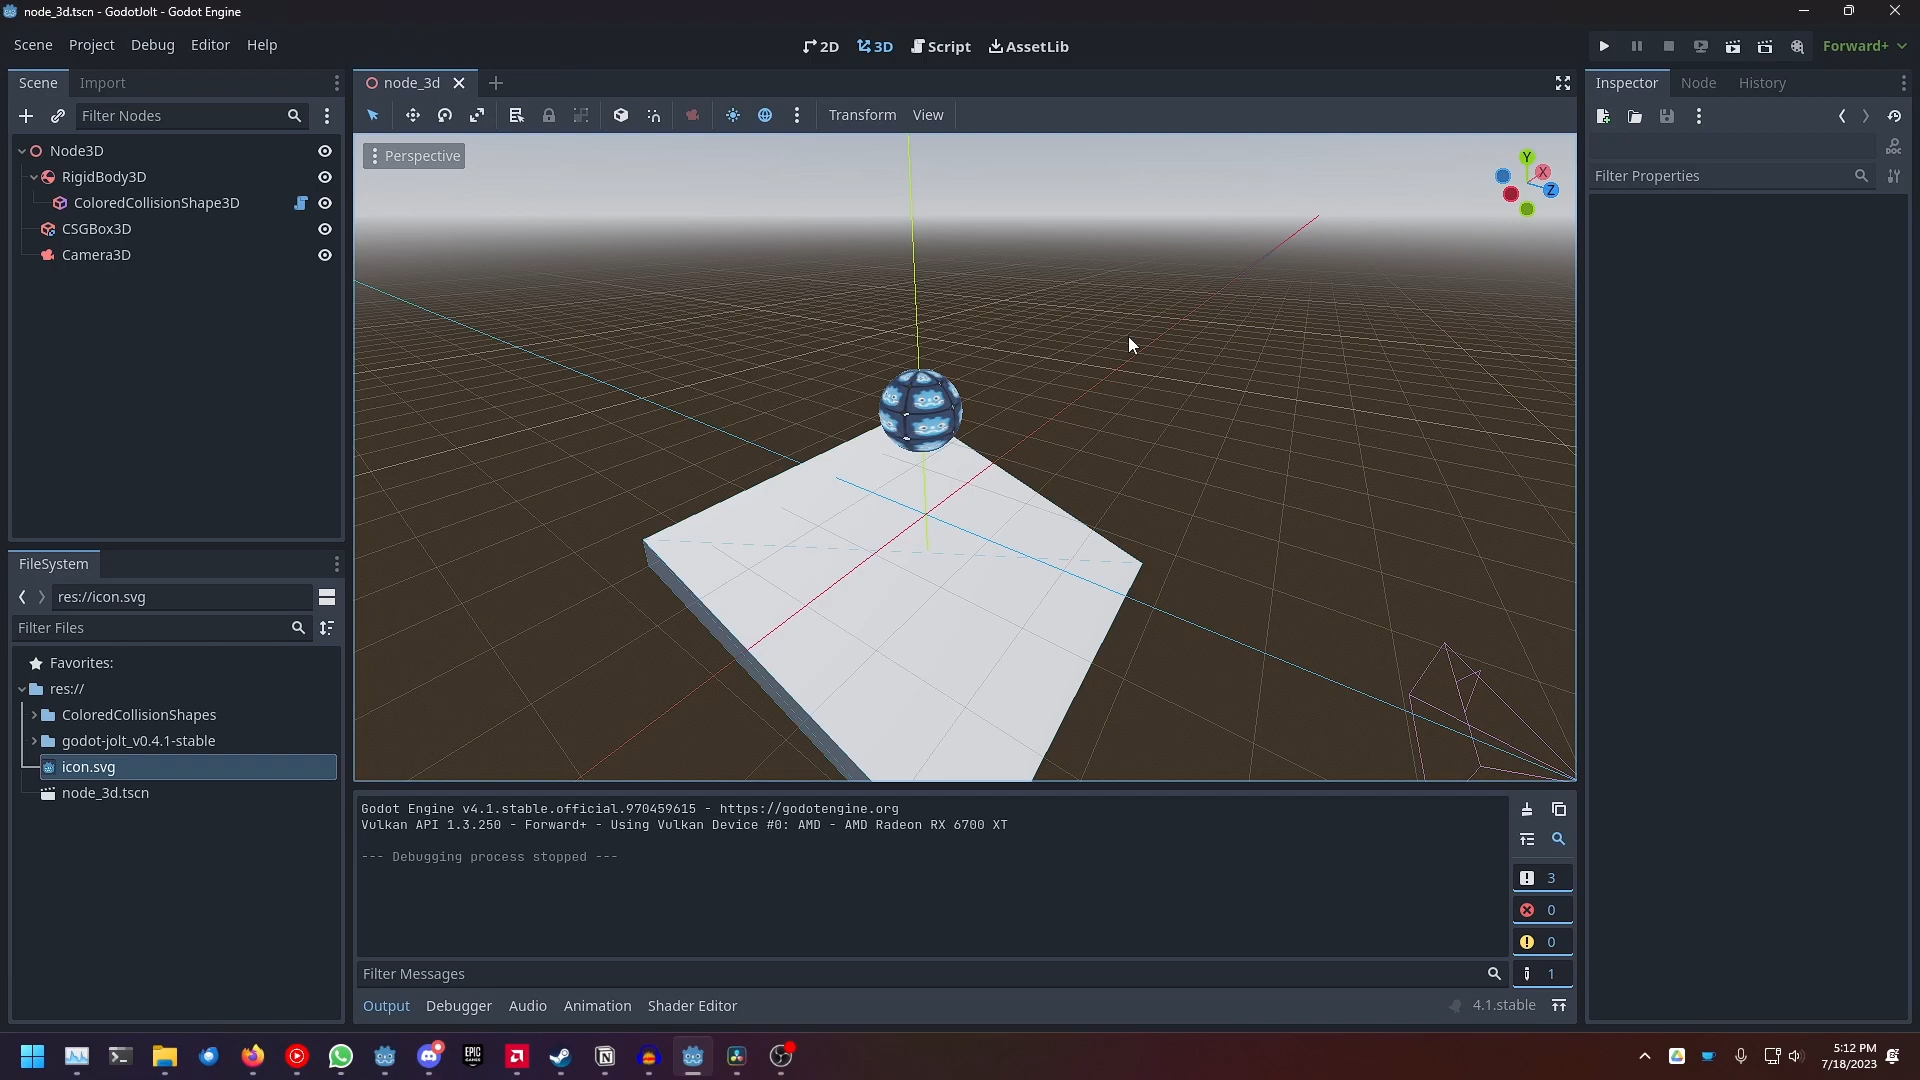 node_3d.tscn - GodotJolt - Godot Engine
Scene Project Debug Editor Help
2D 3D Script AssetLib
Forward+
Scene Import
node_3d
Inspector Node History
Filter Nodes
Transform View
Node3D
RigidBody3D
ColoredCollisionShape3D
CSGBox3D
Camera3D
Perspective
Y
X
Z
DOC
Filter Properties
FileSystem
res://icon.svg
Filter Files
Favorites:
res://
ColoredCollisionShapes
godot-jolt_v0.4.1-stable
icon.svg
node_3d.tscn
Godot Engine v4.1.stable.official.970459615 - https://godotengine.org
Vulkan API 1.3.250 - Forward+ - Using Vulkan Device #0: AMD - AMD Radeon RX 6700 XT
--- Debugging process stopped ---
3
0
0
1
Filter Messages
Output Debugger Audio Animation Shader Editor
4.1.stable
EPIC GAMES
5:12 PM
7/18/2023